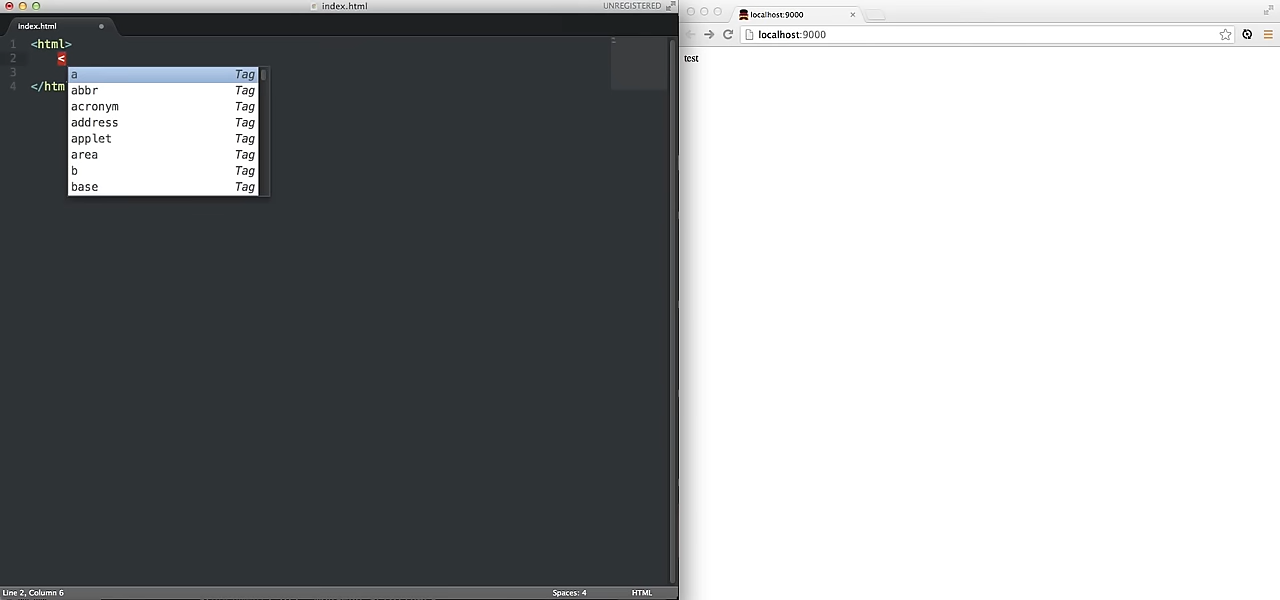 index.html
UNREGISTERED
index.html
1 <html>
2 <
3
4 </htm
a Tag
abbr Tag
acronym Tag
address Tag
applet Tag
area Tag
b Tag
base Tag
Line 2, Column 6
Spaces: 4
HTML
localhost:9000
localhost:9000
test